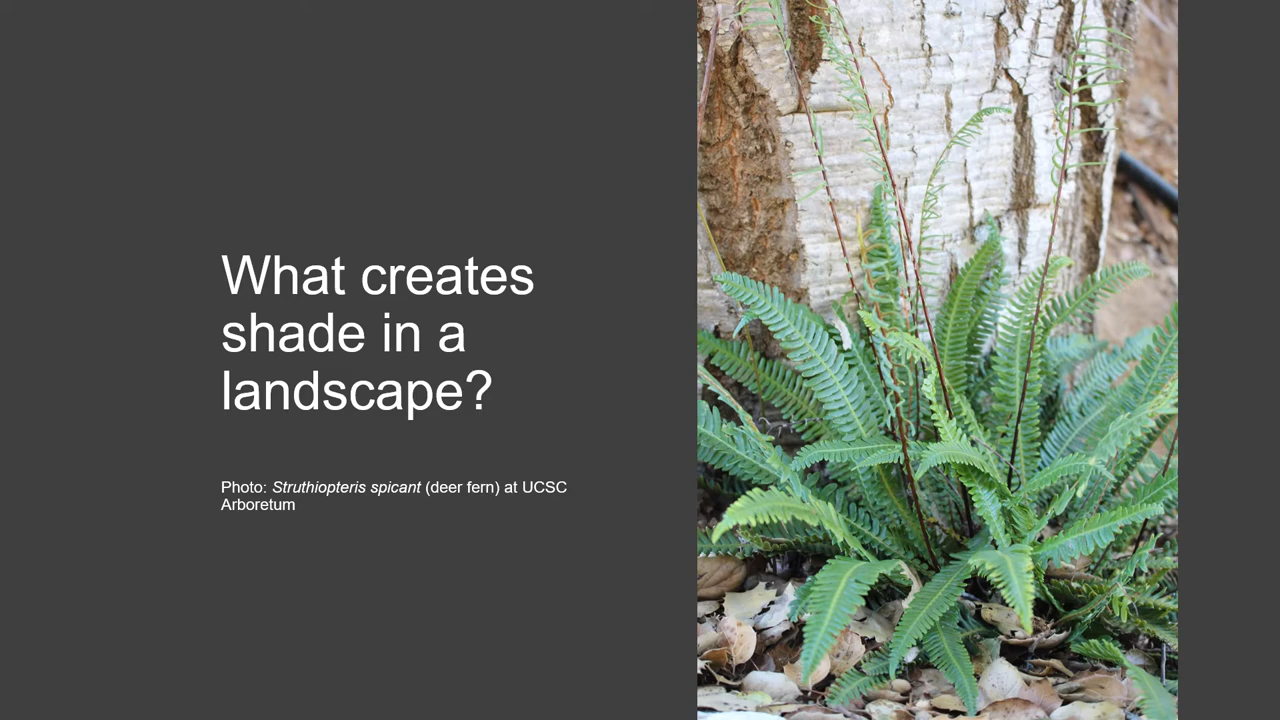 What creates
shade in a
landscape?
Photo: Struthiopteris spicant (deer fern) at UCSC
Arboretum